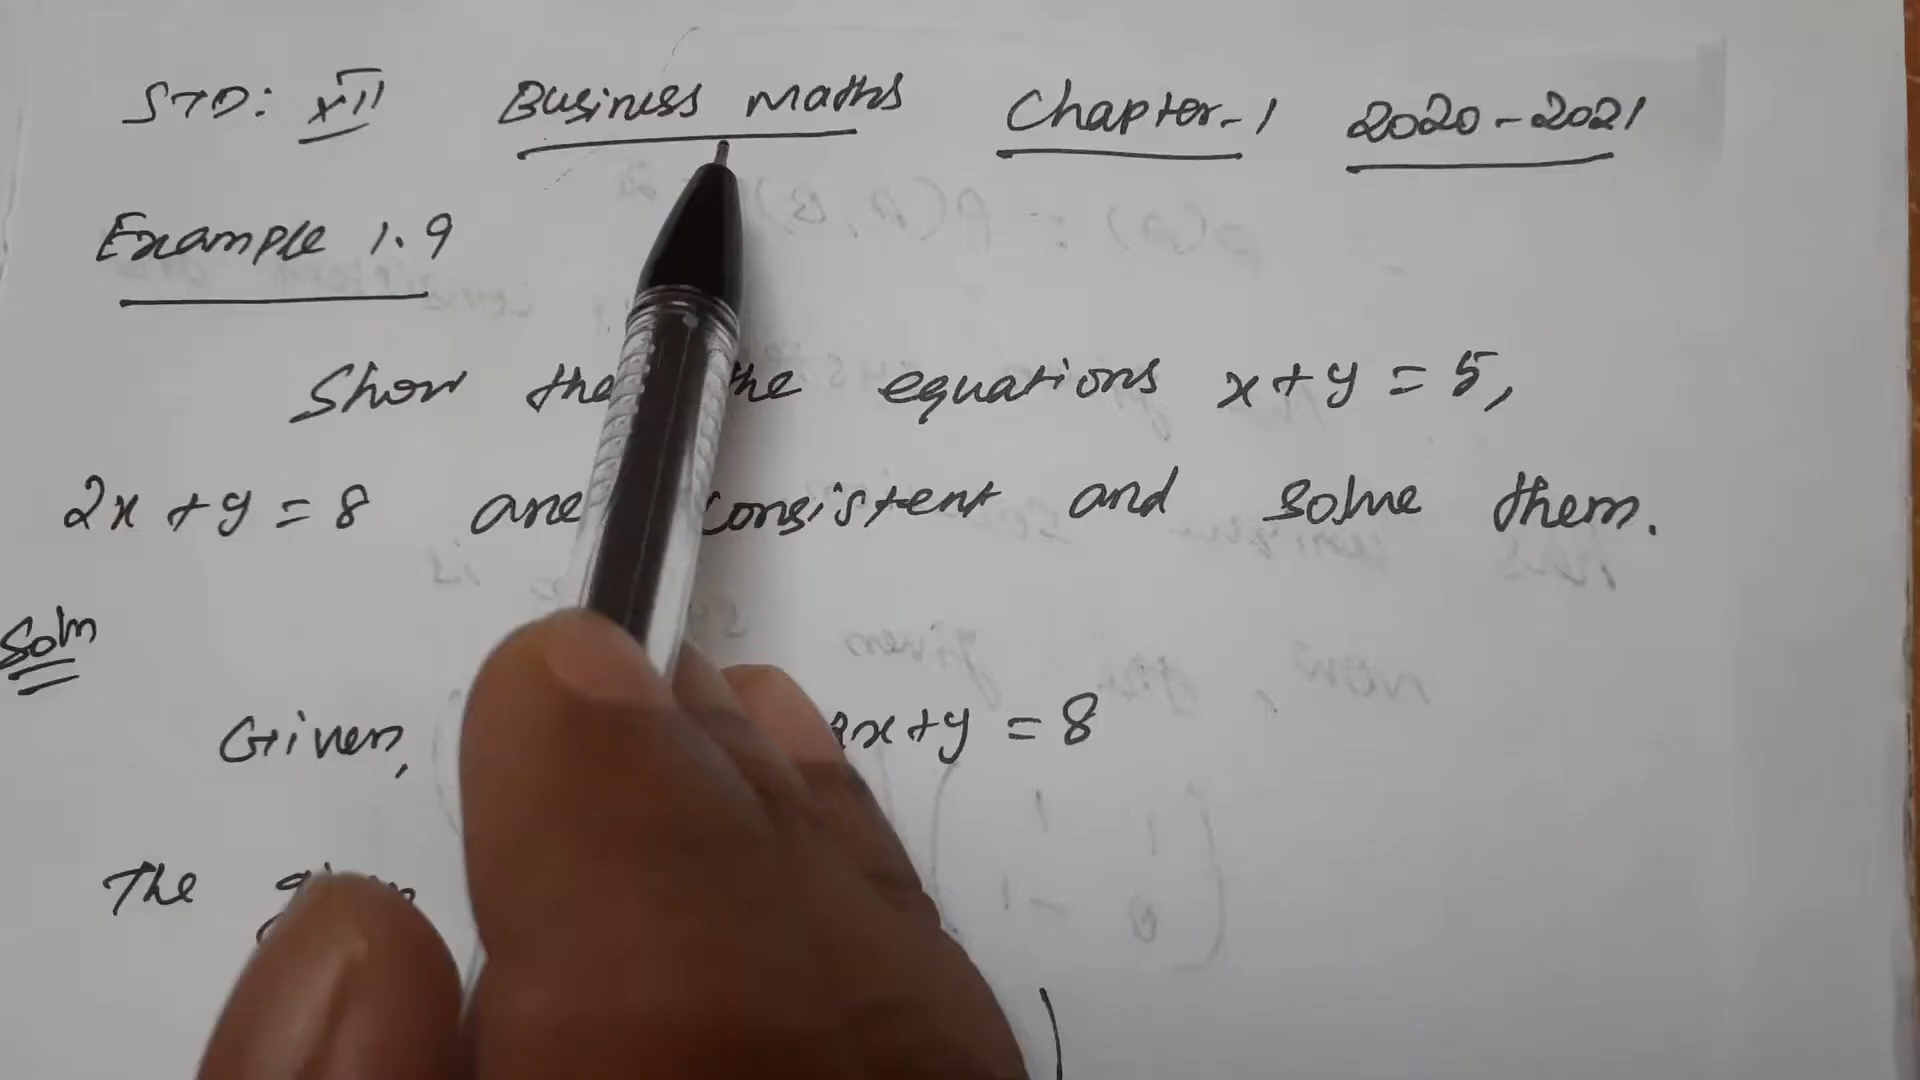 STD: XII Business maths Chapter-1 2020-2021
Example 1.9
Show the equations x+y = 5,
2x+y = 8 are consistent and solve them.
Soln
Given, 2x+y = 8
The